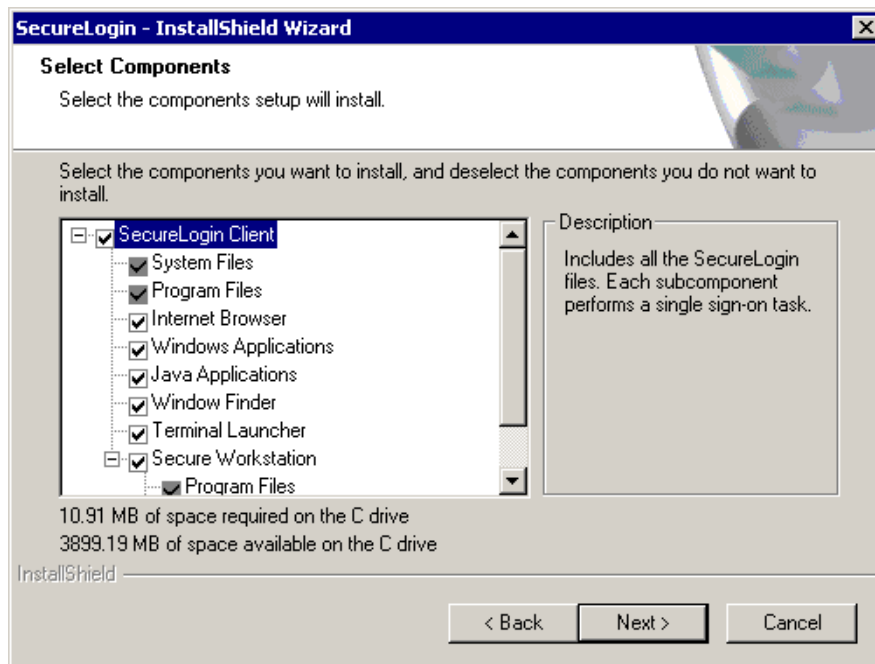 SecureLogin - InstallShield Wizard
Select Components
Select the components setup will install.
Select the components you want to install, and deselect the components you do not want to
install.
SecureLogin Client
System Files
Program Files
Internet Browser
Windows Applications
Java Applications
Window Finder
Terminal Launcher
Secure Workstation
Program Files
Description
Includes all the SecureLogin
files. Each subcomponent
performs a single sign-on task.
10.91 MB of space required on the C drive
3899.19 MB of space available on the C drive
InstallShield
< Back
Next >
Cancel